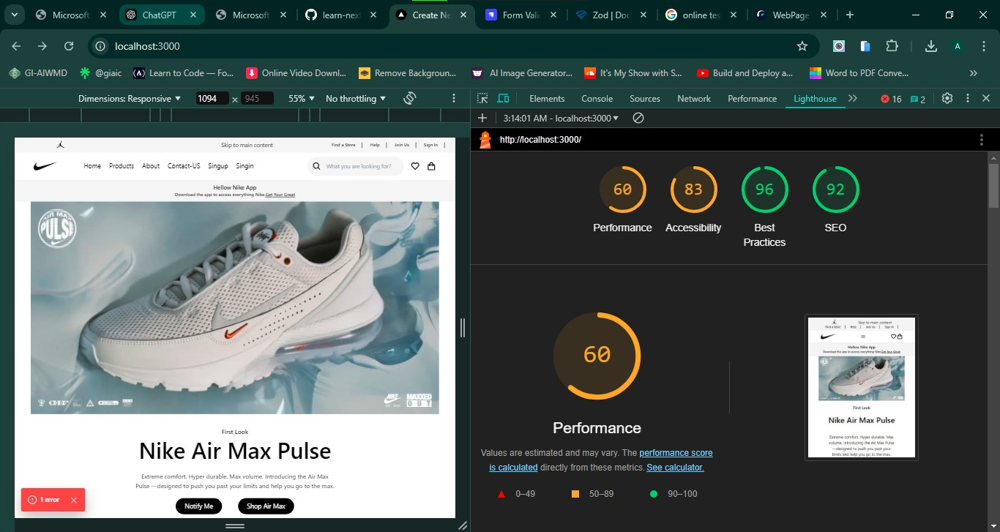 Microsoft
ChatGPT
Microsoft
learn-nex
Create Ne
Form Vali
Zod | Doc
online tes
WebPage
localhost:3000
A
GI-AIWMD
@giaic
Learn to Code — Fo...
Online Video Downl...
Remove Backgroun...
AI Image Generator...
It's My Show with S...
Build and Deploy a...
Word to PDF Conve...
Dimensions: Responsive
1094 × 945
55%
No throttling
Elements
Console
Sources
Network
Performance
Lighthouse
16
2
3:14:01 AM - localhost:3000
http://localhost:3000/
Skip to main content
Find a Store | Help | Join Us | Sign In |
Home Products About Contact-US Singup Singin
What you are looking for?
Hellow Nike App
Download the app to access everything Nike.Get Your Great
AIR MAX
PULSE
NIKE
AIR MAX
MAXXED
OUT
First Look
Nike Air Max Pulse
Extreme comfort. Hyper durable. Max volume. Introducing the Air Max
Pulse —designed to push you past your limits and help you go to the max.
Notify Me
Shop Air Max
1 error
60
83
96
92
Performance
Accessibility
Best
Practices
SEO
60
Performance
Values are estimated and may vary. The performance score
is calculated directly from these metrics. See calculator.
0–49
50–89
90–100
Skip to main content
Find a Store | Help | Join Us | Sign In |
Hellow Nike App
Download the app to access everything Nike.Get Your Great
First Look
Nike Air Max Pulse
Extreme comfort. Hyper durable. Max
volume. Introducing the Air Max Pulse
—designed to push you past your
limits and help you go to the max.